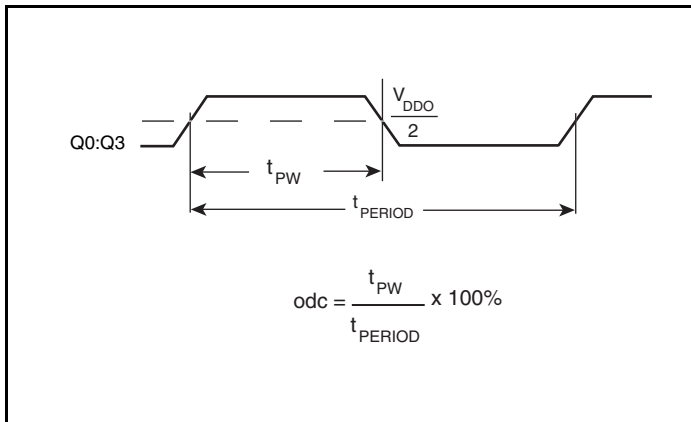 V_DDO
2
Q0:Q3
t_PW
t_PERIOD
odc = t_PW / t_PERIOD x 100%